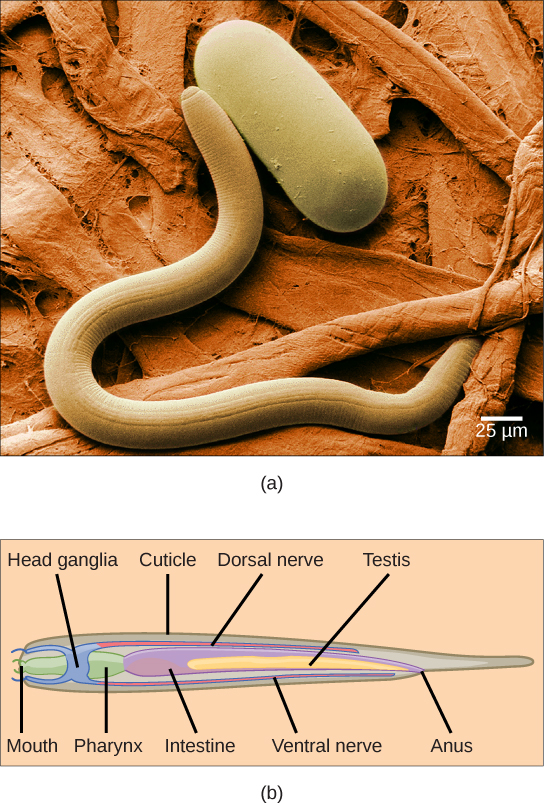 25 µm
(a)
Head ganglia Cuticle Dorsal nerve Testis
Mouth Pharynx Intestine Ventral nerve Anus
(b)